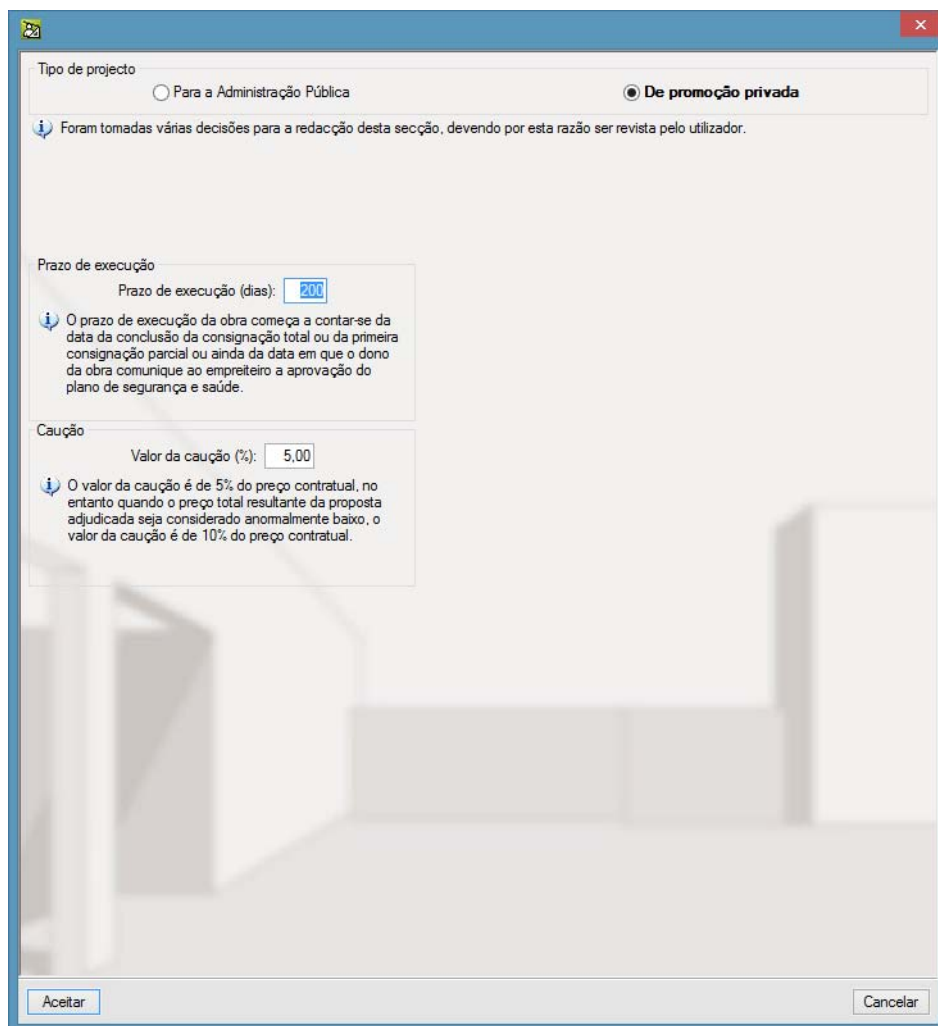 Tipo de projecto
Para a Administração Pública De promoção privada
Foram tomadas várias decisões para a redacção desta secção, devendo por esta razão ser revista pelo utilizador.
Prazo de execução
Prazo de execução (dias): 200
O prazo de execução da obra começa a contar-se da
data da conclusão da consignação total ou da primeira
consignação parcial ou ainda da data em que o dono
da obra comunique ao empreiteiro a aprovação do
plano de segurança e saúde.
Caução
Valor da caução (%): 5,00
O valor da caução é de 5% do preço contratual, no
entanto quando o preço total resultante da proposta
adjudicada seja considerado anormalmente baixo, o
valor da caução é de 10% do preço contratual.
Aceitar Cancelar